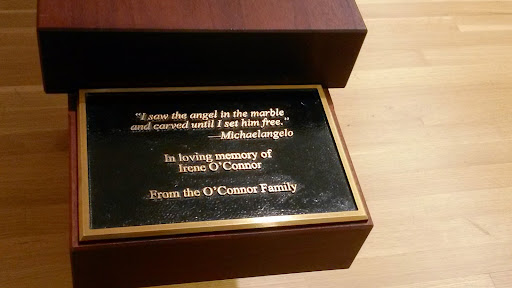 "I saw the angel in the marble
and carved until I set him free."
—Michaelangelo
In loving memory of
Irene O'Connor
From the O'Connor Family